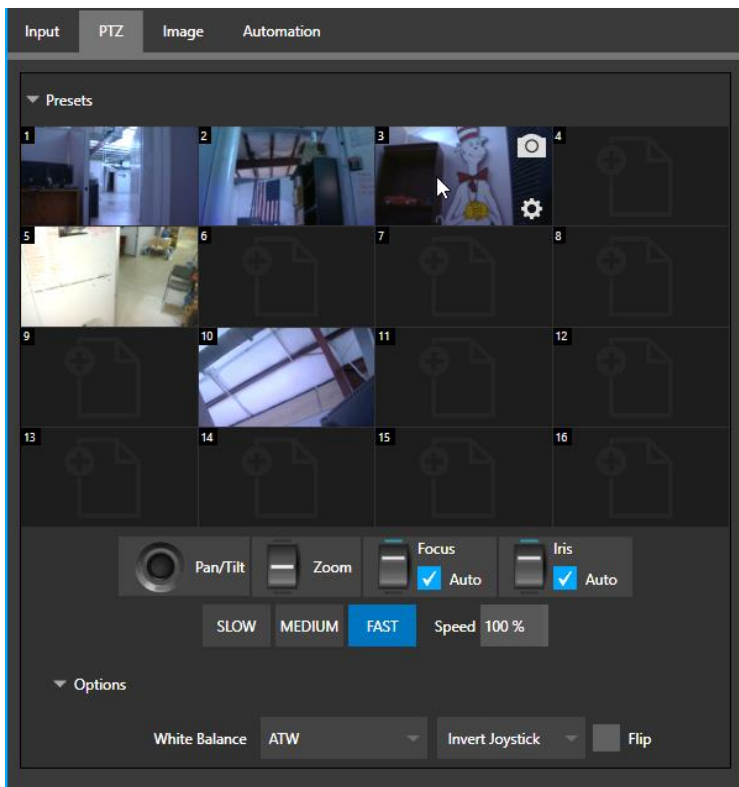 Input PTZ Image Automation
Presets
1 2 3 4
5 6 7 8
9 10 11 12
13 14 15 16
Pan/Tilt Zoom Focus Auto Iris Auto
SLOW MEDIUM FAST Speed 100 %
Options
White Balance ATW Invert Joystick Flip